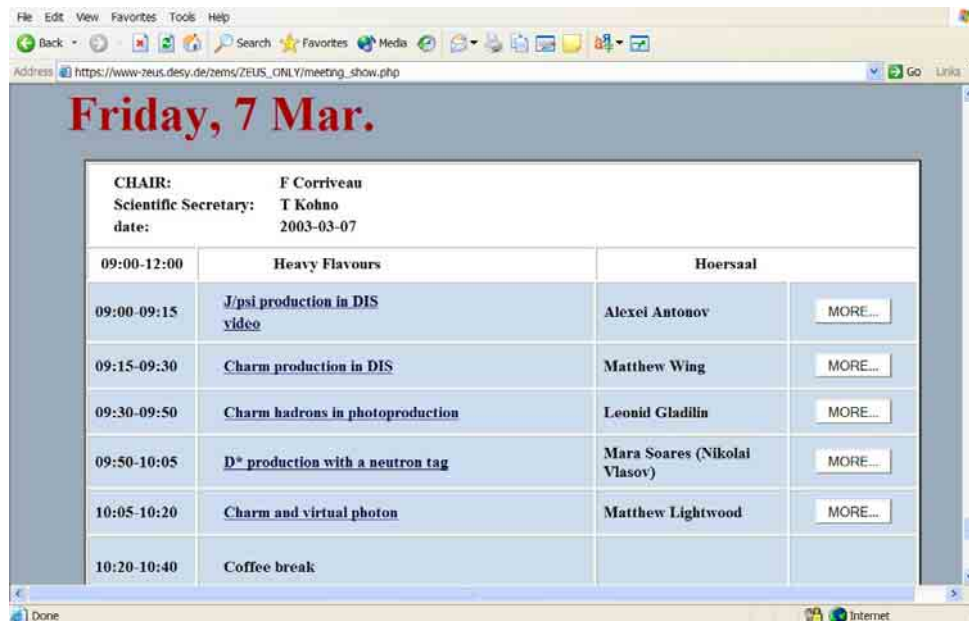 File Edit View Favorites Tools Help
Back Search Favorites Media
Address https://www-zeus.desy.de/zems/ZEUS_ONLY/meeting_show.php Go Links
Friday, 7 Mar.
CHAIR: F Corriveau
Scientific Secretary: T Kohno
date: 2003-03-07
09:00-12:00 Heavy Flavours Hoersaal
09:00-09:15 J/psi production in DIS Alexei Antonov MORE...
video
09:15-09:30 Charm production in DIS Matthew Wing MORE...
09:30-09:50 Charm hadrons in photoproduction Leonid Gladilin MORE...
09:50-10:05 D* production with a neutron tag Mara Soares (Nikolai MORE...
Vlasov)
10:05-10:20 Charm and virtual photon Matthew Lightwood MORE...
10:20-10:40 Coffee break
Done Internet